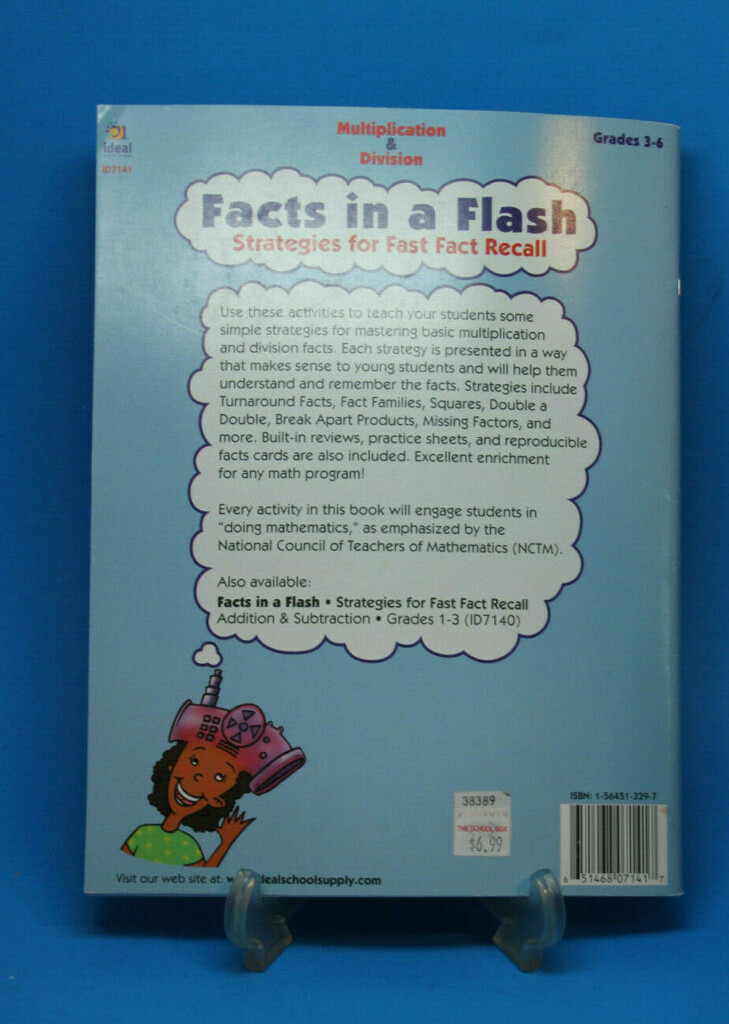 ideal
ID7141
Multiplication
&
Division
Grades 3-6
Facts in a Flash
Strategies for Fast Fact Recall
Use these activities to teach your students some
simple strategies for mastering basic multiplication
and division facts. Each strategy is presented in a way
that makes sense to young students and will help them
understand and remember the facts. Strategies include
Turnaround Facts, Fact Families, Squares, Double a
Double, Break Apart Products, Missing Factors, and
more. Built-in reviews, practice sheets, and reproducible
facts cards are also included. Excellent enrichment
for any math program!
Every activity in this book will engage students in
“doing mathematics,” as emphasized by the
National Council of Teachers of Mathematics (NCTM).
Also available:
Facts in a Flash • Strategies for Fast Fact Recall
Addition & Subtraction • Grades 1-3 (ID7140)
38389
THE SCHOOL BOX
$6.99
ISBN: 1-56451-329-7
6 51468 07141 7
Visit our web site at: